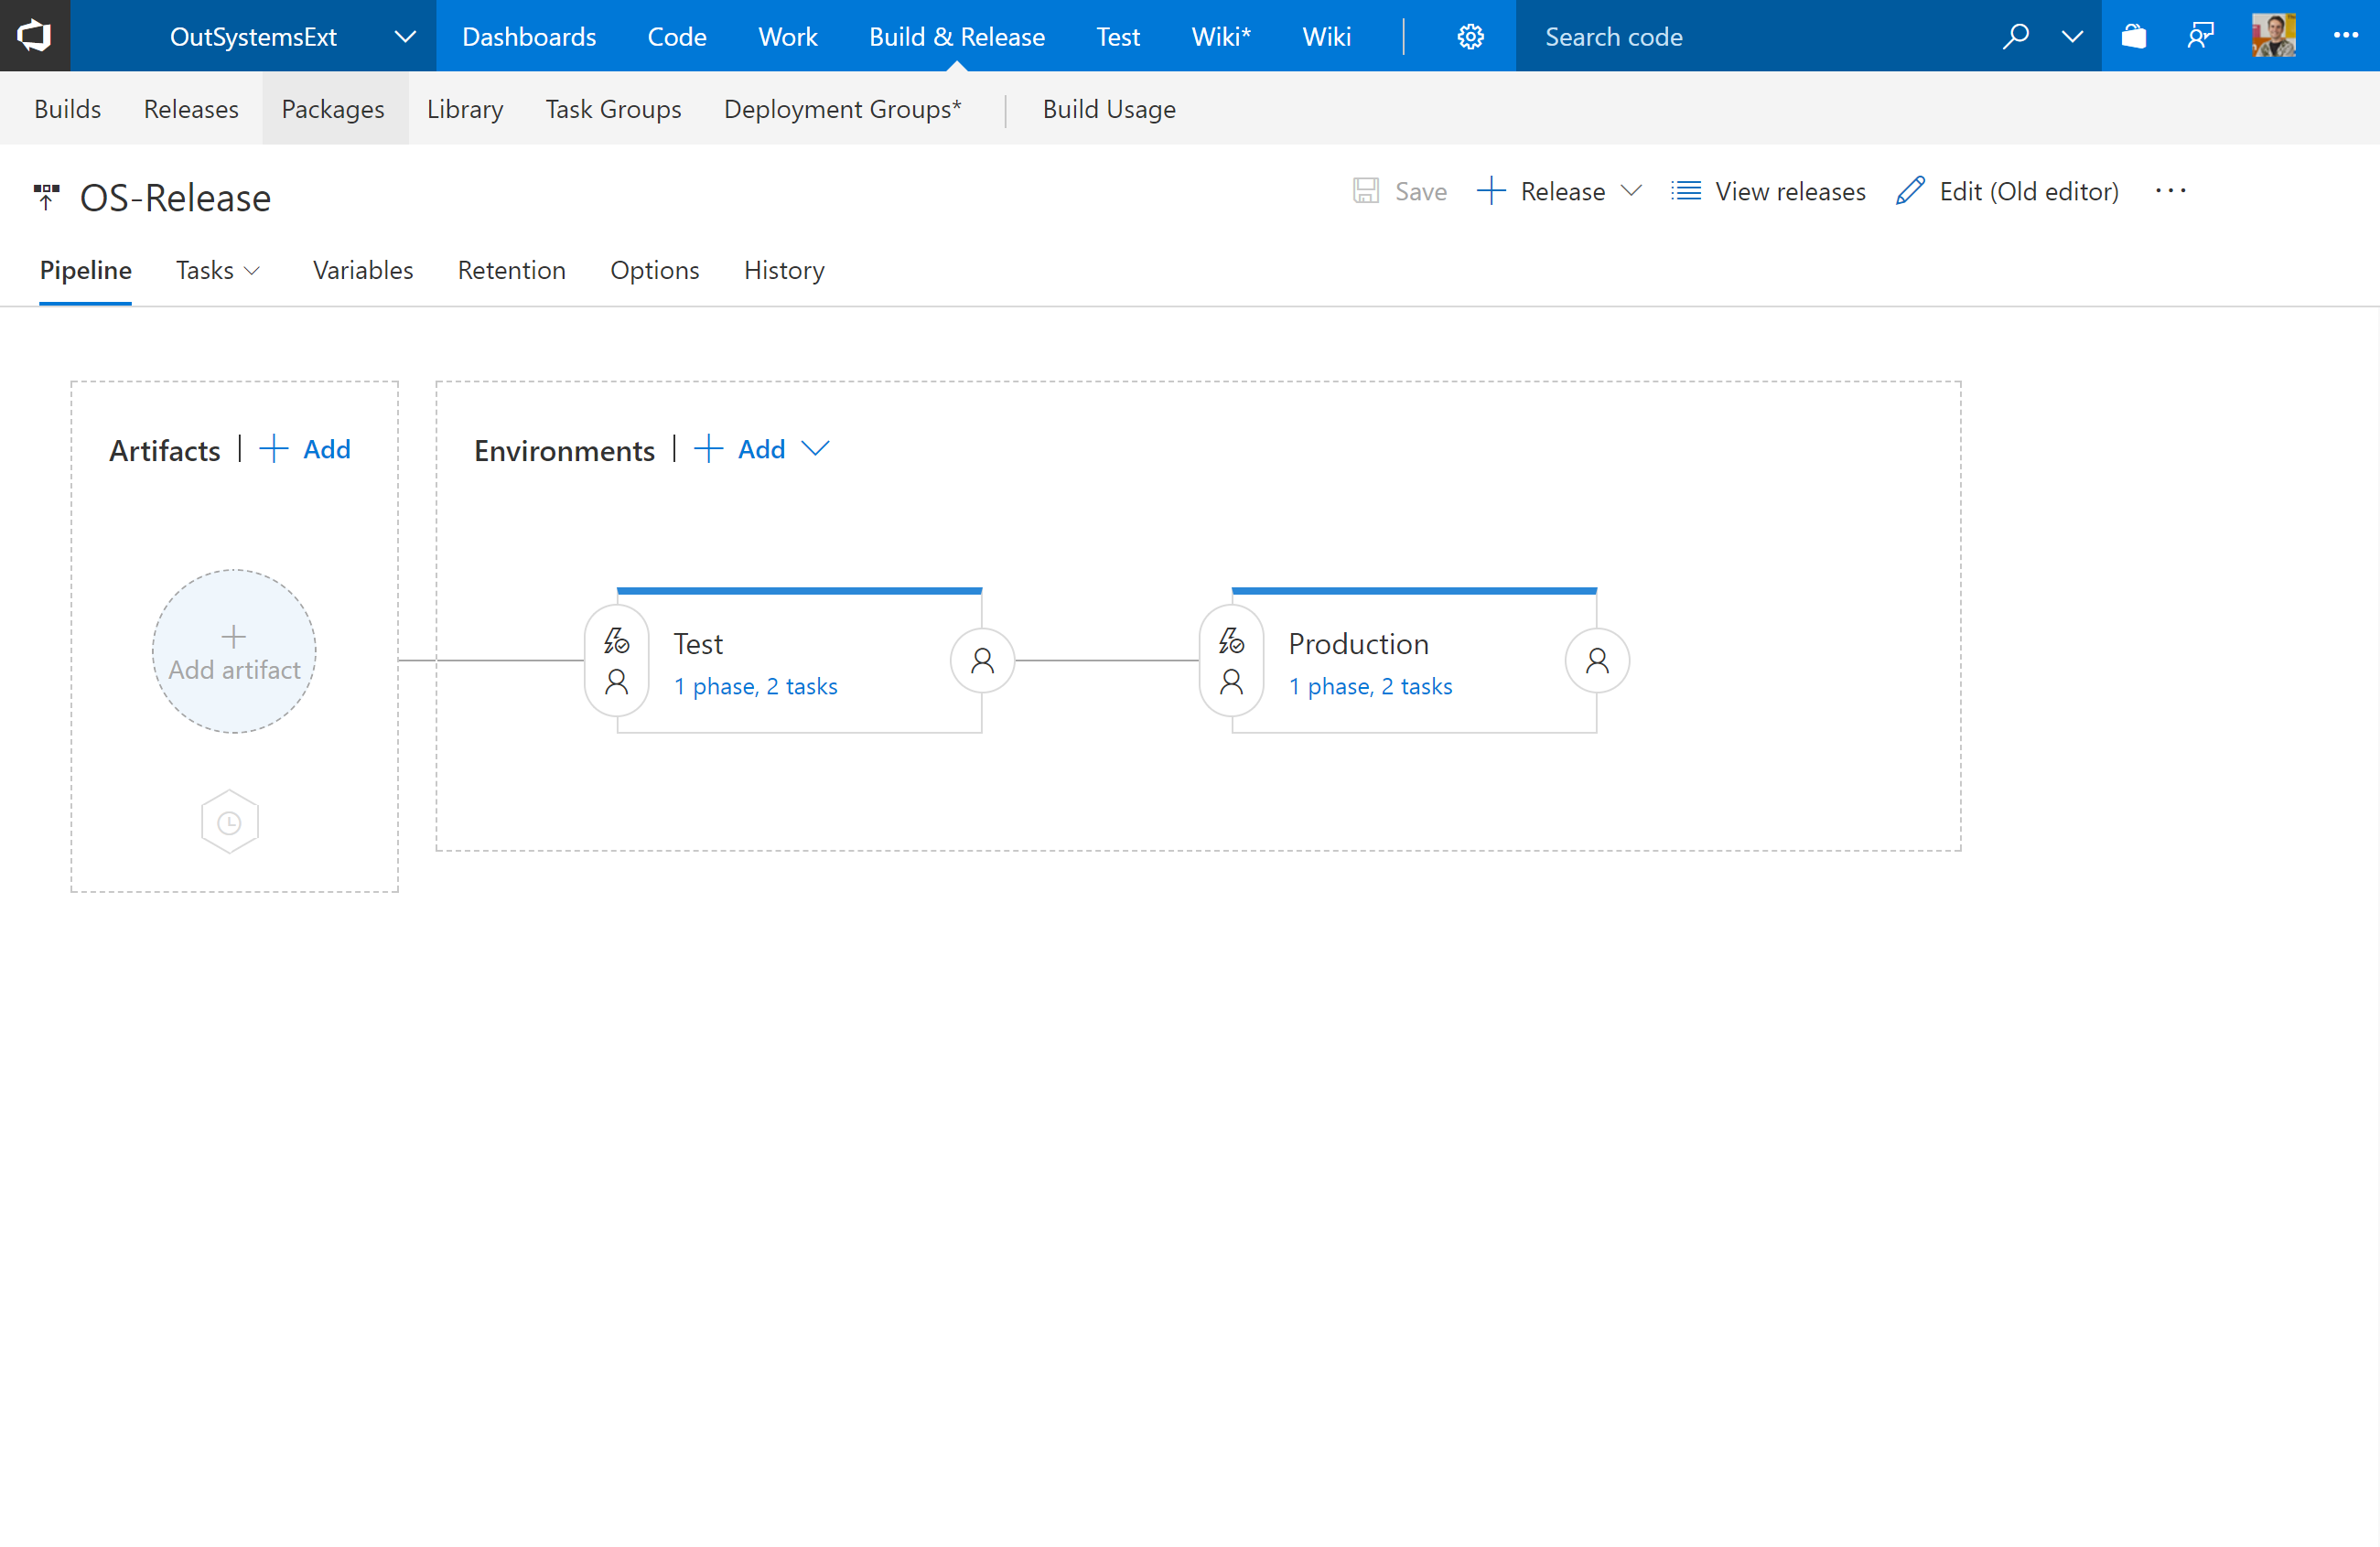 OutSystemsExt Dashboards Code Work Build & Release Test Wiki* Wiki Search code
Builds Releases Packages Library Task Groups Deployment Groups* Build Usage
OS-Release Save Release View releases Edit (Old editor) ...
Pipeline Tasks Variables Retention Options History
Artifacts | + Add Environments | + Add
Test Production
Add artifact 1 phase, 2 tasks 1 phase, 2 tasks